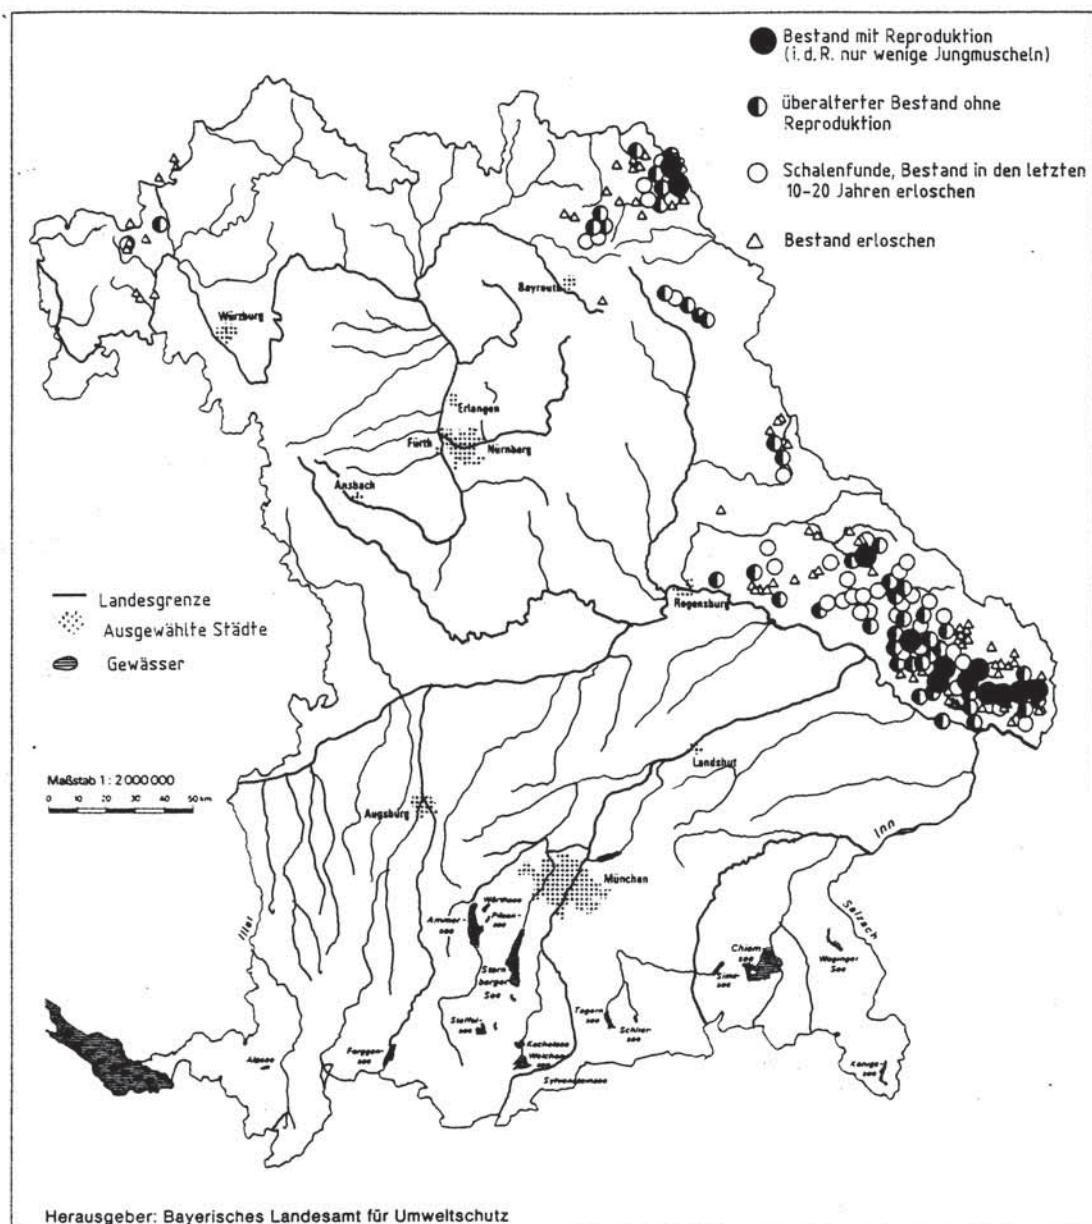 Bestand mit Reproduktion
(i. d. R. nur wenige Jungmuscheln)
überalterter Bestand ohne
Reproduktion
Schalenfunde, Bestand in den letzten
10-20 Jahren erloschen
Bestand erloschen
Bayreuth
Würzburg
Erlangen
Fürth
Nürnberg
Ansbach
Regensburg
Landesgrenze
Ausgewählte Städte
Gewässer
Landshut
Maßstab 1 : 2 000 000
0 10 20 30 40 50 km
Augsburg
Inn
München
Wörthsee
Ammer-
see
Pilsen-
see
Iller
Salzach
Chiem
see
Waginger
See
Starn
berger
See
Sims
see
Staffel-
see
Tegern
see
Schlier
see
Kochelsee
Walchen
see
Alpsee
Forggen-
see
Sylvensteinsee
Königs-
see
Herausgeber: Bayerisches Landesamt für Umweltschutz